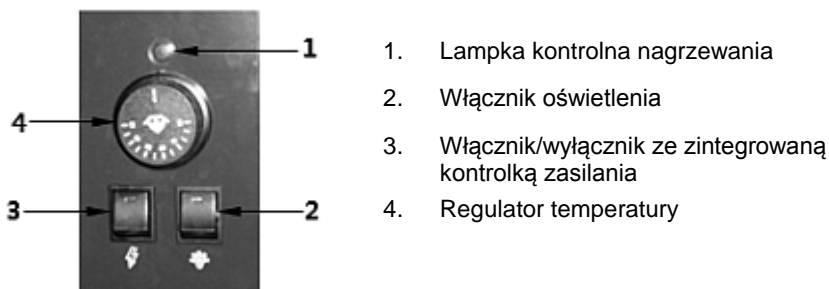 1
4
3
2
1. Lampka kontrolna nagrzewania
2. Włącznik oświetlenia
3. Włącznik/wyłącznik ze zintegrowaną
kontrolką zasilania
4. Regulator temperatury